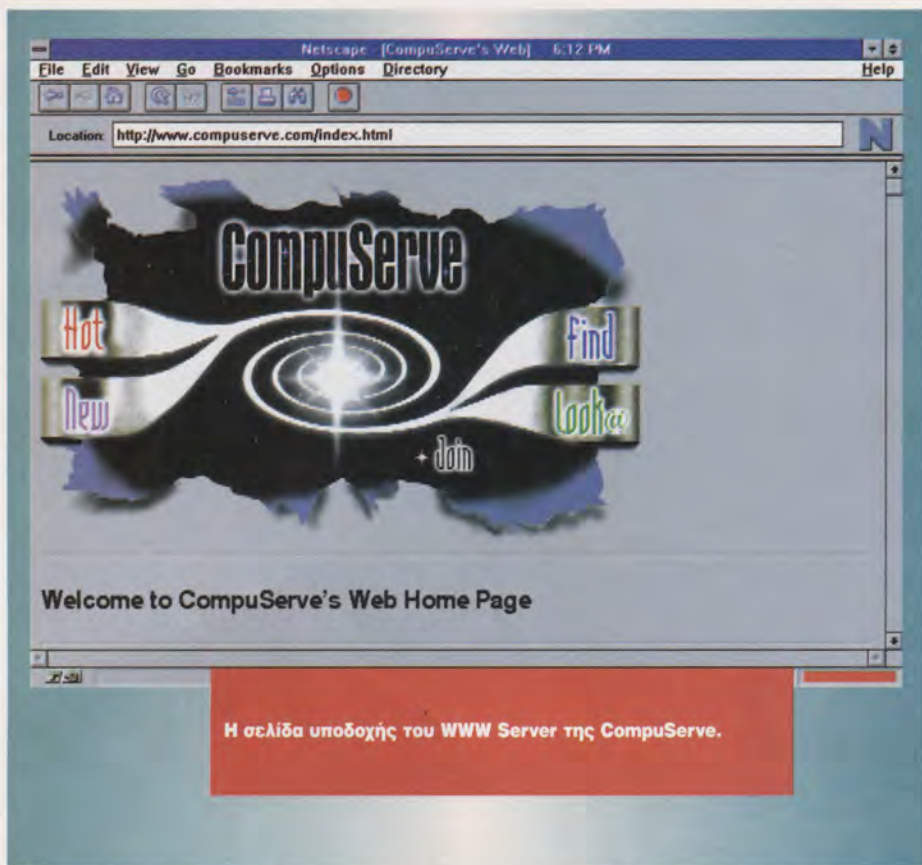 Netscape - [CompuServe's Web] 6:12 PM
File Edit View Go Bookmarks Options Directory Help
Location: http://www.compuserve.com/index.html
N
CompuServe
Hot
Find
New
Look@
Join
Welcome to CompuServe's Web Home Page
Η σελίδα υποδοχής του WWW Server της CompuServe.